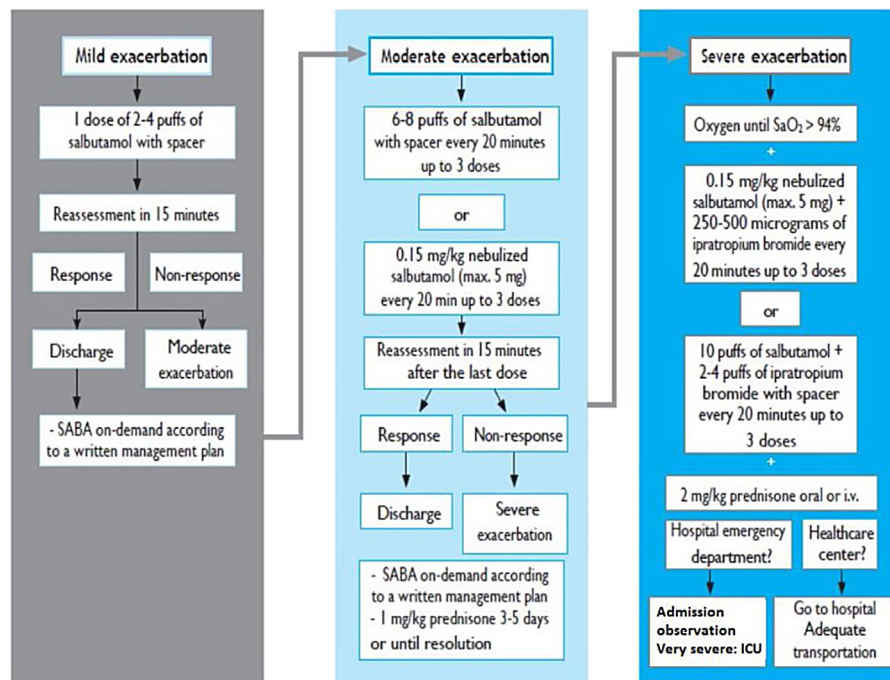 Mild exacerbation
1 dose of 2-4 puffs of
salbutamol with spacer
Reassessment in 15 minutes
Response
Non-response
Discharge
Moderate
exacerbation
- SABA on-demand according
to a written management plan
Moderate exacerbation
6-8 puffs of salbutamol
with spacer every 20 minutes
up to 3 doses
or
0.15 mg/kg nebulized
salbutamol (max. 5 mg)
every 20 min up to 3 doses
Reassessment in 15 minutes
after the last dose
Response
Non-response
Discharge
Severe
exacerbation
- SABA on-demand according
to a written management plan
- 1 mg/kg prednisone 3-5 days
or until resolution
Severe exacerbation
Oxygen until SaO₂ > 94%
+
0.15 mg/kg nebulized
salbutamol (max. 5 mg) +
250-500 micrograms of
ipratropium bromide every
20 minutes up to 3 doses
or
10 puffs of salbutamol +
2-4 puffs of ipratropium
bromide with spacer
every 20 minutes up to
3 doses
+
2 mg/kg prednisone oral or i.v.
Hospital emergency
department?
Healthcare
center?
Admission
observation
Very severe: ICU
Go to hospital
Adequate
transportation